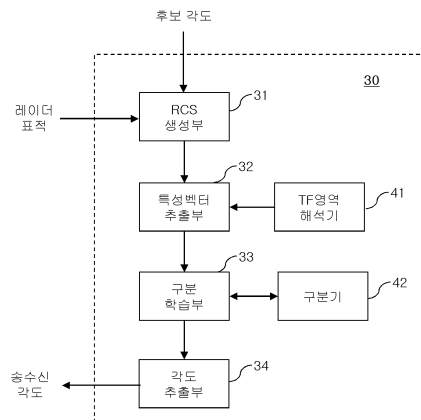 후보 각도
30
레이더
표적
RCS
생성부
31
특성벡터
추출부
32
TF영역
해석기
41
구분
학습부
33
구분기
42
송수신
각도
각도
추출부
34